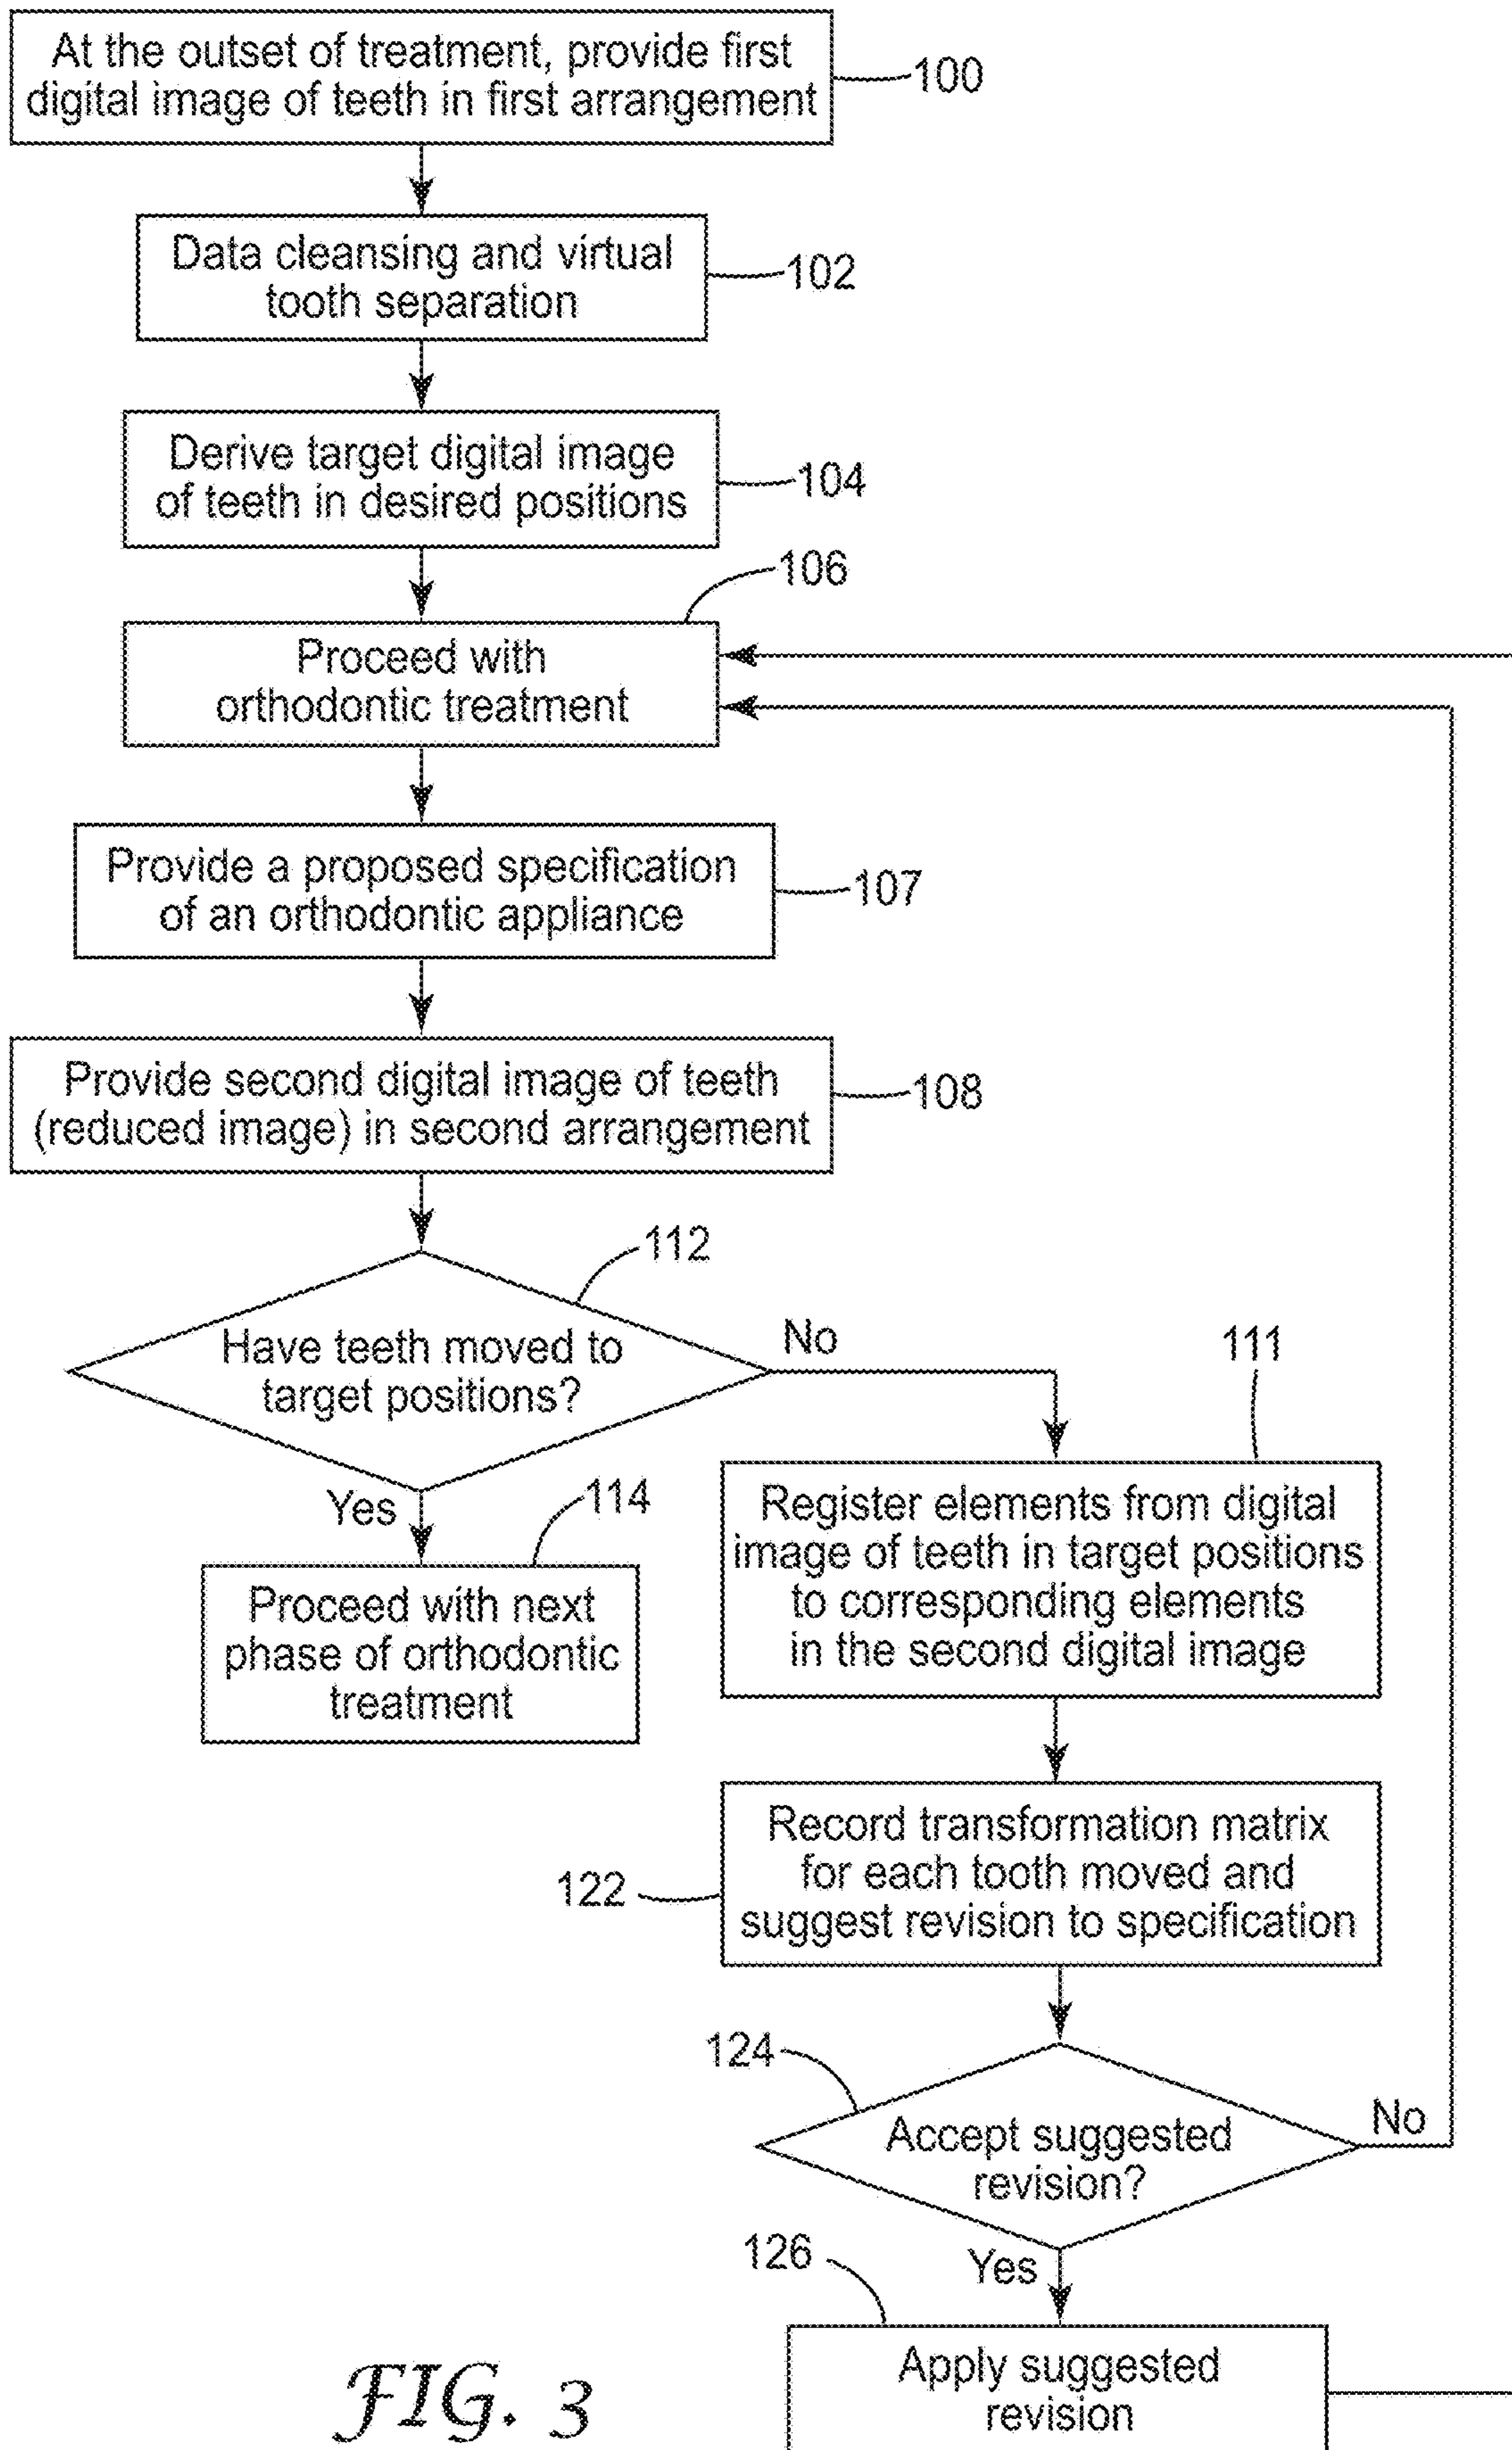 At the outset of treatment, provide first
digital image of teeth in first arrangement
100
Data cleansing and virtual
tooth separation
102
Derive target digital image
of teeth in desired positions
104
106
Proceed with
orthodontic treatment
Provide a proposed specification
of an orthodontic appliance
107
Provide second digital image of teeth
(reduced image) in second arrangement
108
112
Have teeth moved to
target positions?
No
Yes
114
Proceed with next
phase of orthodontic
treatment
111
Register elements from digital
image of teeth in target positions
to corresponding elements
in the second digital image
122
Record transformation matrix
for each tooth moved and
suggest revision to specification
124
Accept suggested
revision?
No
Yes
126
Apply suggested
revision
FIG. 3